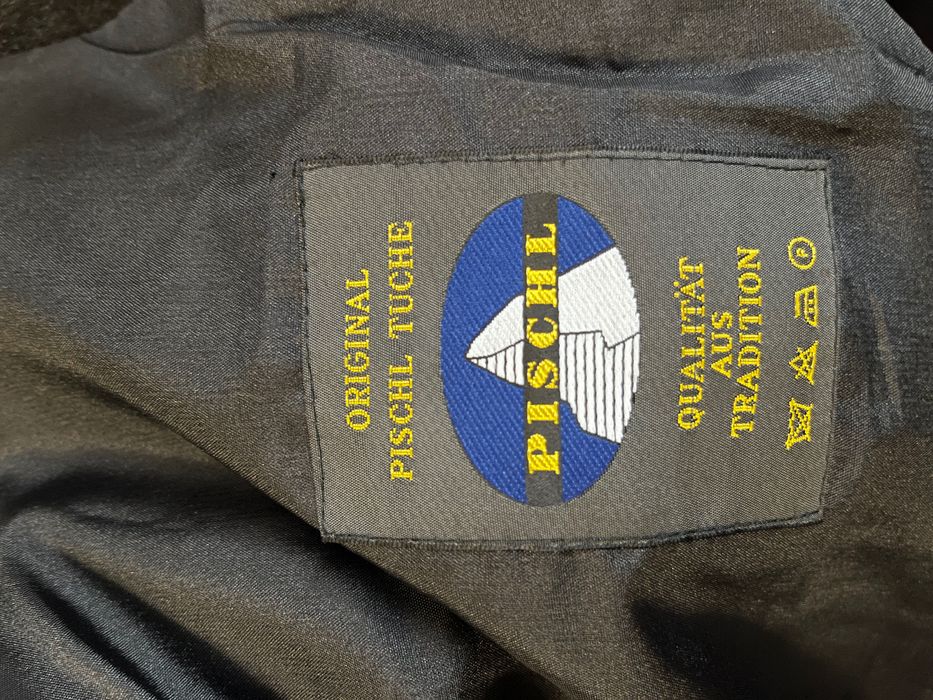 ORIGINAL
PISCHL TUCHE
PISCHL
QUALITÄT
AUS
TRADITION
P